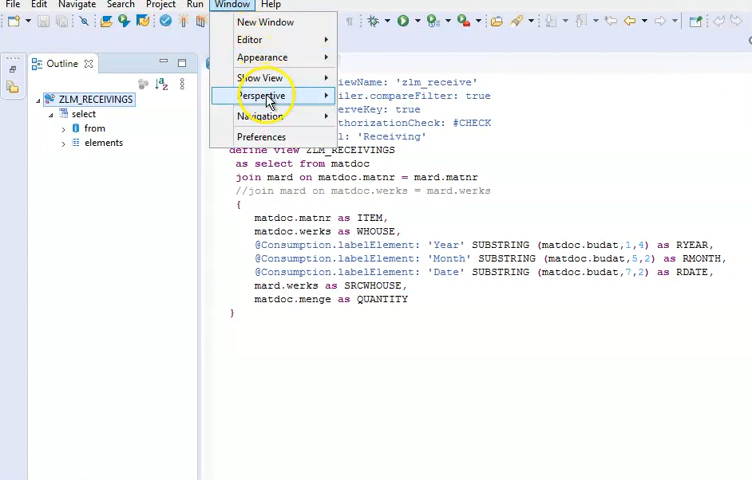 File Edit Navigate Search Project Run Window Help
New Window
Editor
Appearance
Show View
Perspective
Navigation
Preferences
Outline
ZLM_RECEIVINGS
select
from
elements
iewName: 'zlm_receive'
iler.compareFilter: true
erveKey: true
thorizationCheck: #CHECK
l: 'Receiving'
define view ZLM_RECEIVINGS
as select from matdoc
join mard on matdoc.matnr = mard.matnr
//join mard on matdoc.werks = mard.werks
{
matdoc.matnr as ITEM,
matdoc.werks as WHOUSE,
@Consumption.labelElement: 'Year' SUBSTRING (matdoc.budat,1,4) as RYEAR,
@Consumption.labelElement: 'Month' SUBSTRING (matdoc.budat,5,2) as RMONTH,
@Consumption.labelElement: 'Date' SUBSTRING (matdoc.budat,7,2) as RDATE,
mard.werks as SRCWHOUSE,
matdoc.menge as QUANTITY
}